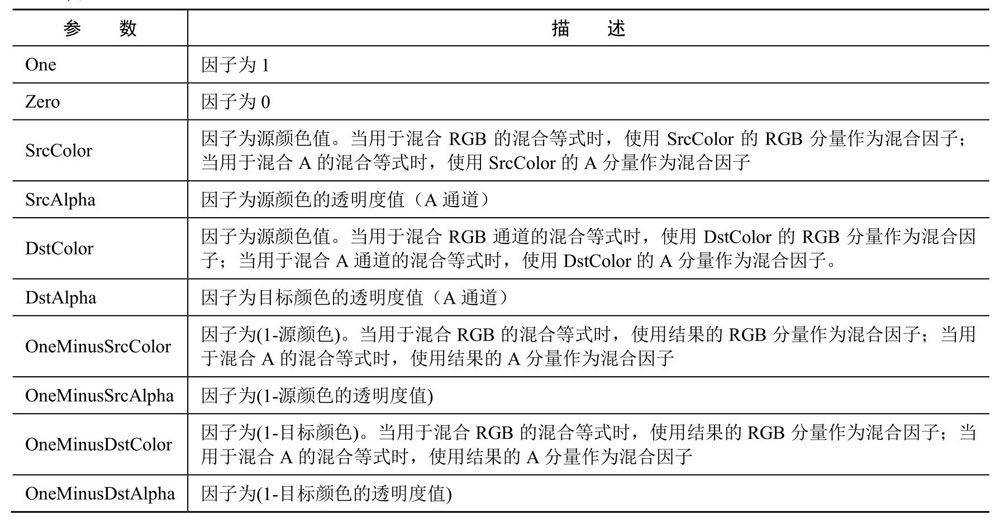 参 数 描 述
One 因子为 1
Zero 因子为 0
SrcColor 因子为源颜色值。当用于混合 RGB 的混合等式时，使用 SrcColor 的 RGB 分量作为混合因子；
当用于混合 A 的混合等式时，使用 SrcColor 的 A 分量作为混合因子
SrcAlpha 因子为源颜色的透明度值（A 通道）
DstColor 因子为源颜色值。当用于混合 RGB 通道的混合等式时，使用 DstColor 的 RGB 分量作为混合因
子；当用于混合 A 通道的混合等式时，使用 DstColor 的 A 分量作为混合因子。
DstAlpha 因子为目标颜色的透明度值（A 通道）
OneMinusSrcColor 因子为(1-源颜色)。当用于混合 RGB 的混合等式时，使用结果的 RGB 分量作为混合因子；当用
于混合 A 的混合等式时，使用结果的 A 分量作为混合因子
OneMinusSrcAlpha 因子为(1-源颜色的透明度值)
OneMinusDstColor 因子为(1-目标颜色)。当用于混合 RGB 的混合等式时，使用结果的 RGB 分量作为混合因子；当
用于混合 A 的混合等式时，使用结果的 A 分量作为混合因子
OneMinusDstAlpha 因子为(1-目标颜色的透明度值)